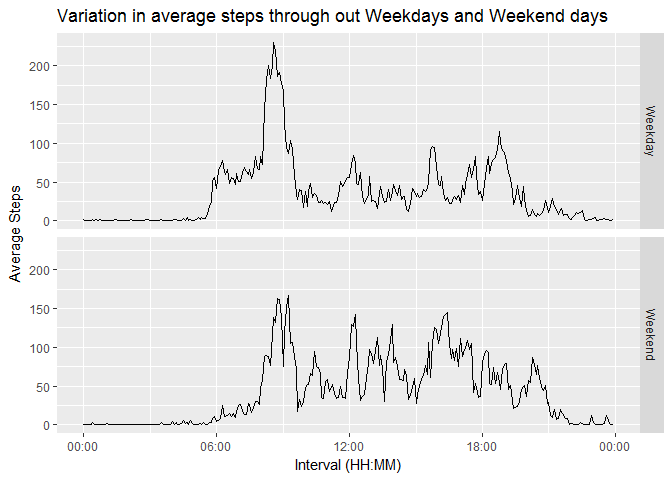 Variation in average steps through out Weekdays and Weekend days
Average Steps
200
150
100
50
0
Weekday
200
150
100
50
0
Weekend
00:00 06:00 12:00 18:00 00:00
Interval (HH:MM)